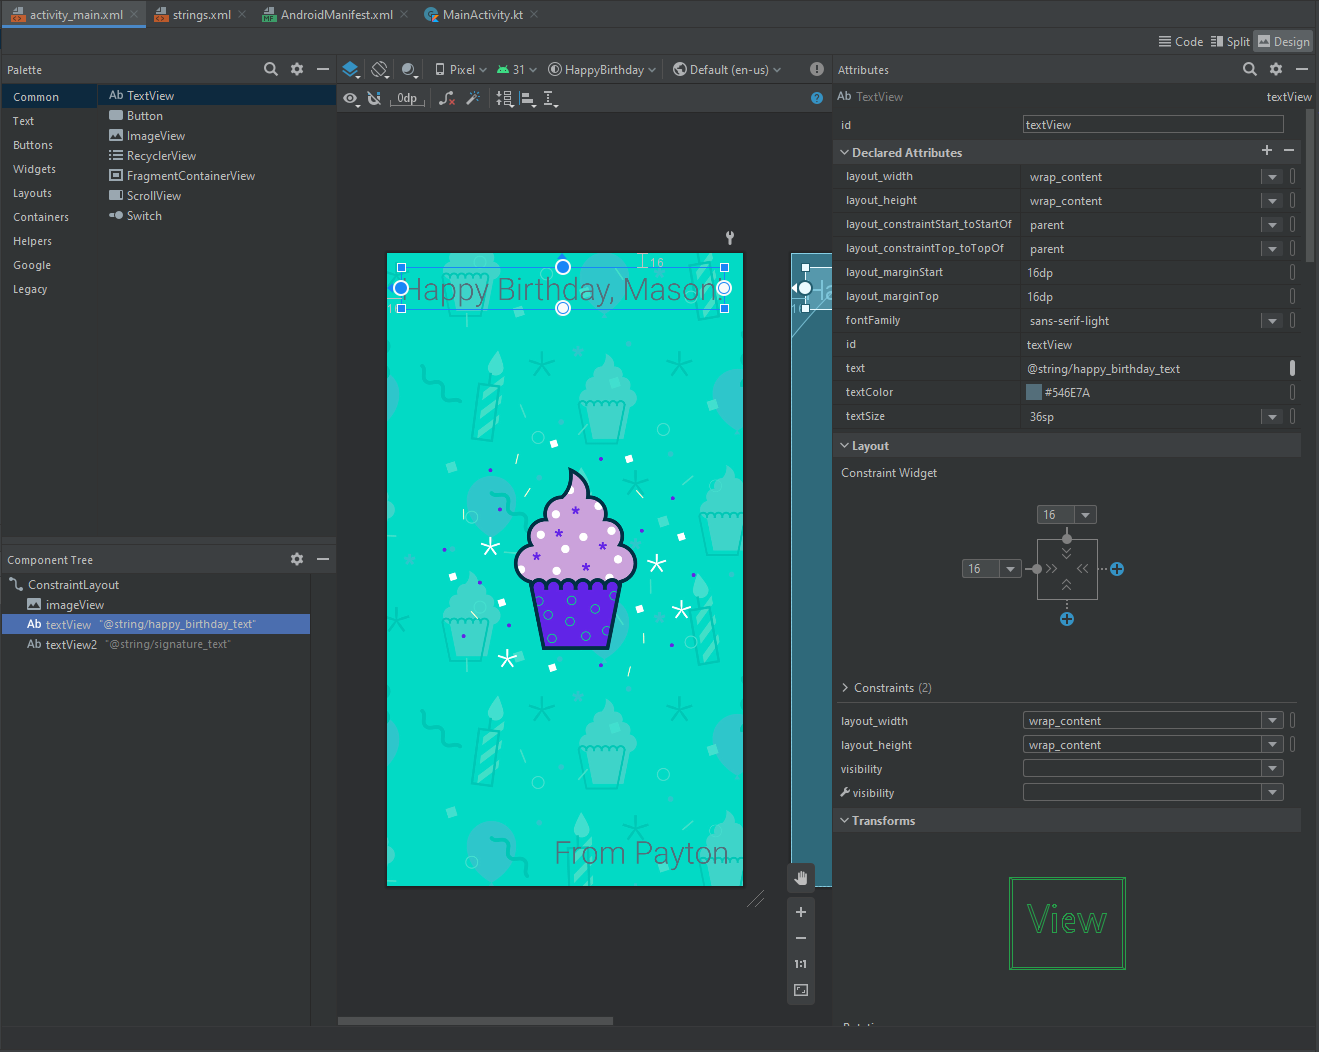 activity_main.xml strings.xml AndroidManifest.xml MainActivity.kt
Code Split Design
Palette
Pixel 31 HappyBirthday Default (en-us)
Attributes
Common
Text
Buttons
Widgets
Layouts
Containers
Helpers
Google
Legacy
Ab TextView
Button
ImageView
RecyclerView
FragmentContainerView
ScrollView
Switch
0dp
?
Ab TextView textView
id textView
Declared Attributes
layout_width wrap_content
layout_height wrap_content
layout_constraintStart_toStartOf parent
layout_constraintTop_toTopOf parent
layout_marginStart 16dp
layout_marginTop 16dp
fontFamily sans-serif-light
id textView
text @string/happy_birthday_text
textColor #546E7A
textSize 36sp
Layout
Constraint Widget
16
16
Constraints (2)
layout_width wrap_content
layout_height wrap_content
visibility
visibility
Transforms
View
16
Happy Birthday, Mason!
From Payton
1:1
Component Tree
ConstraintLayout
imageView
Ab textView "@string/happy_birthday_text"
Ab textView2 "@string/signature_text"